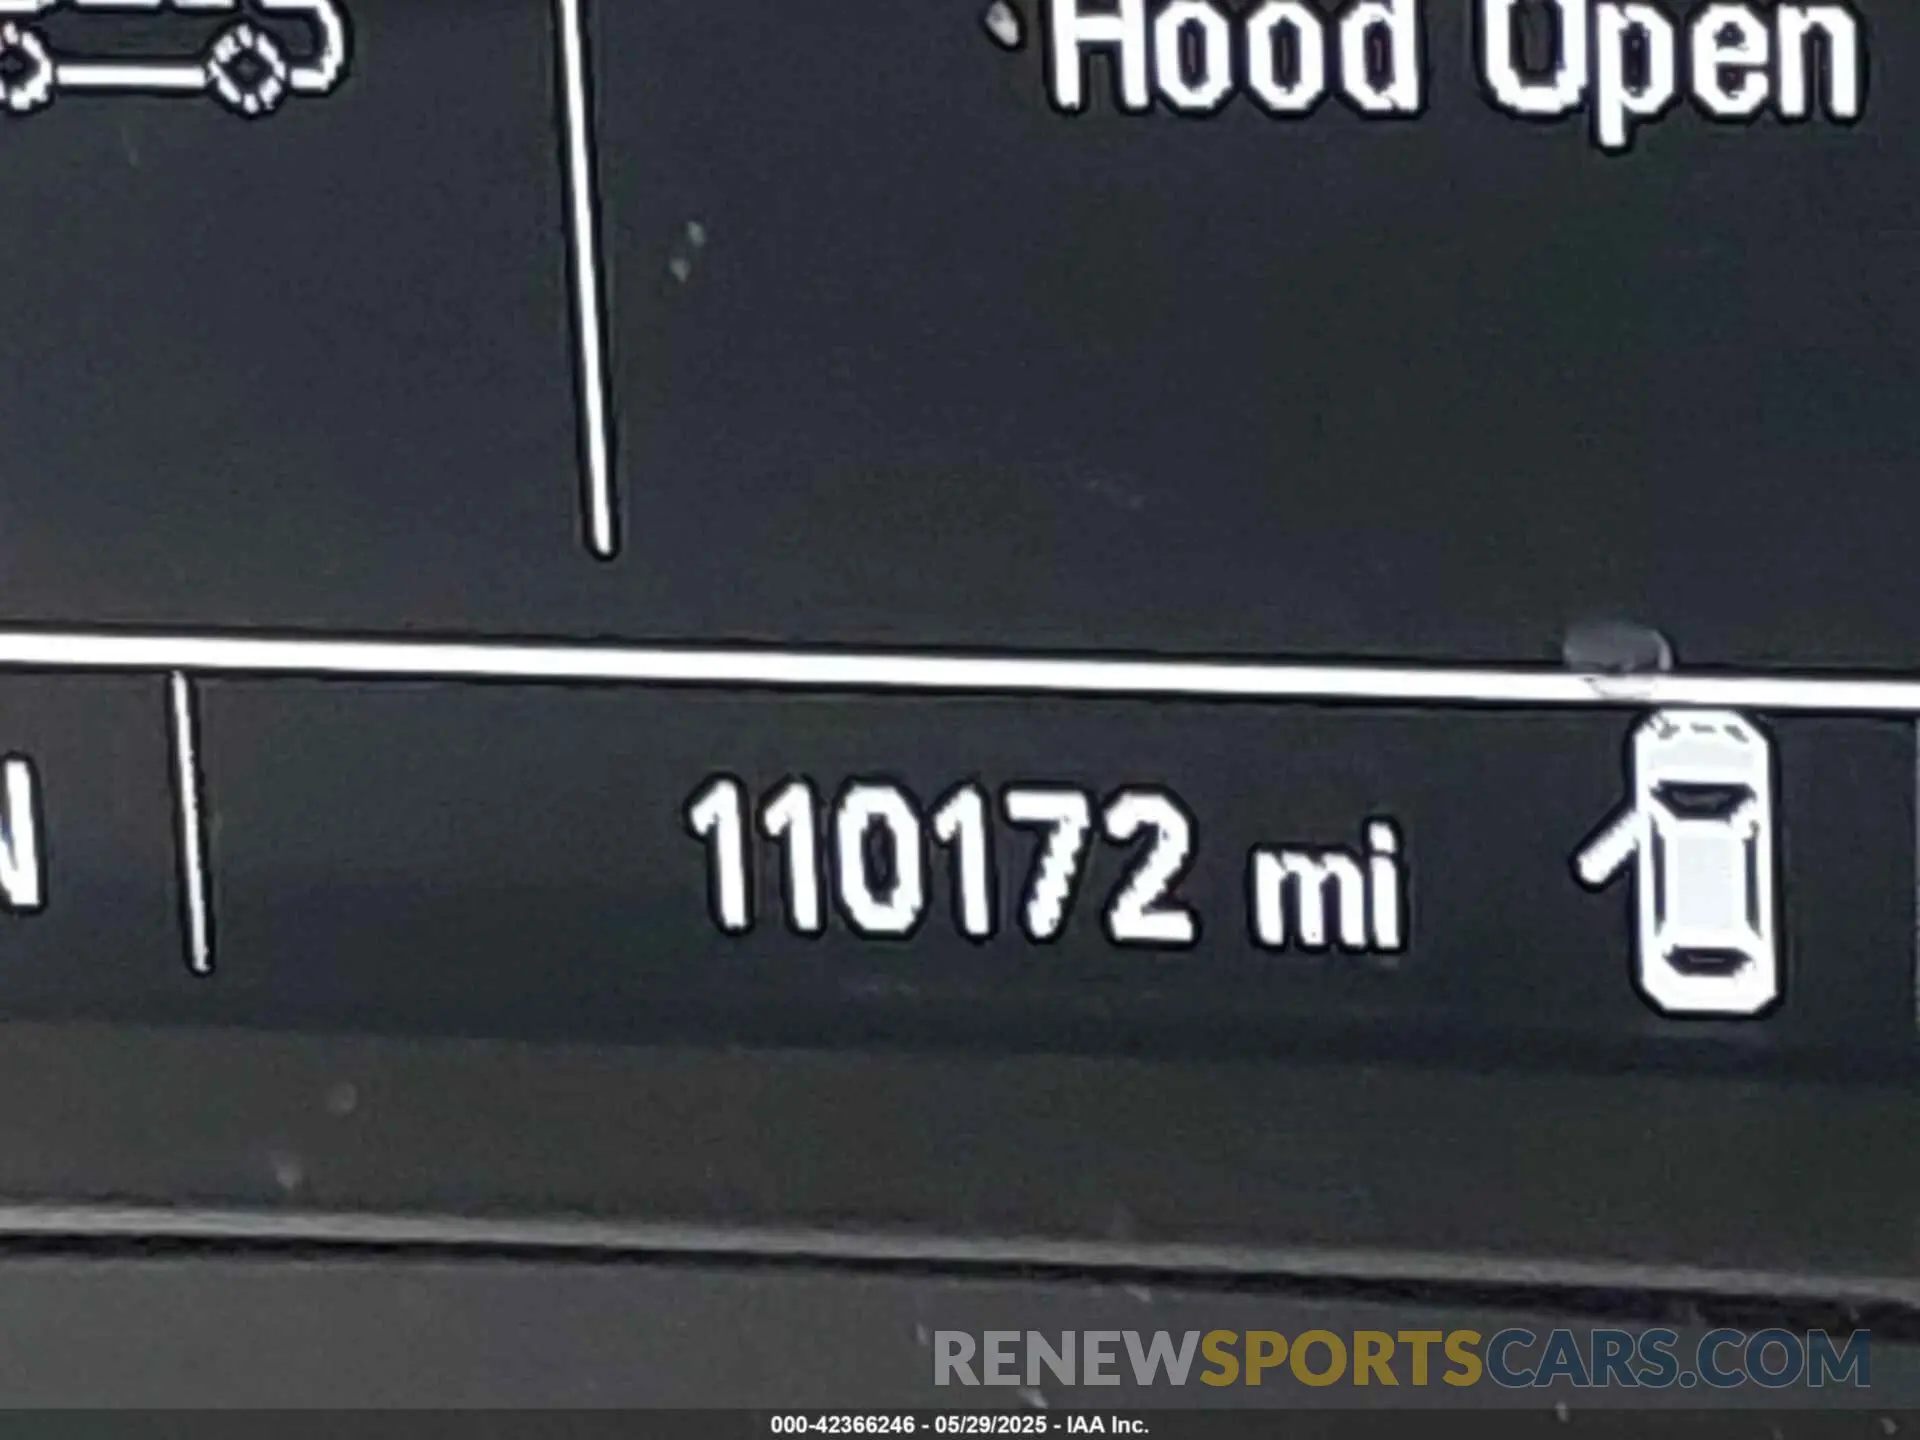 Hood Open
N
110172 mi
RENEWSPORTSCARS.COM
000-42366246 - 05/29/2025 - IAA Inc.